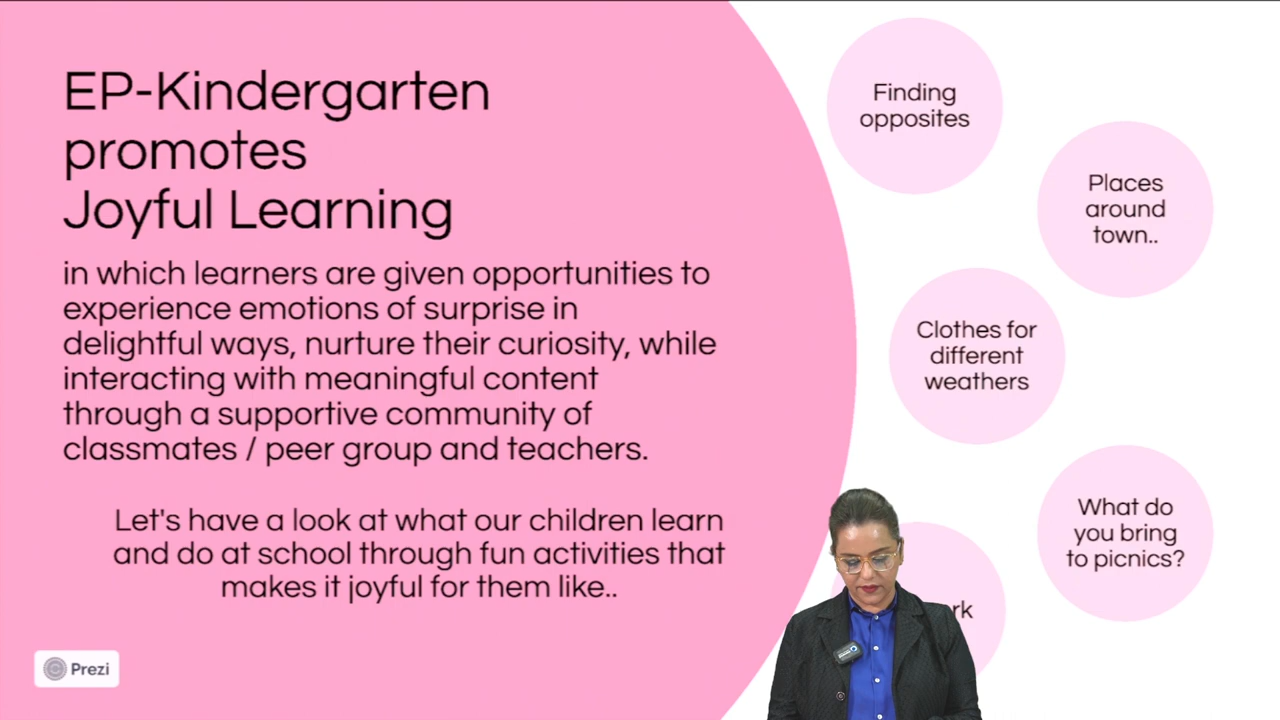 EP-Kindergarten
promotes
Joyful Learning
in which learners are given opportunities to
experience emotions of surprise in
delightful ways, nurture their curiosity, while
interacting with meaningful content
through a supportive community of
classmates / peer group and teachers.
Let's have a look at what our children learn
and do at school through fun activities that
makes it joyful for them like..
Finding
opposites
Places
around
town..
Clothes for
different
weathers
What do
you bring
to picnics?
Prezi